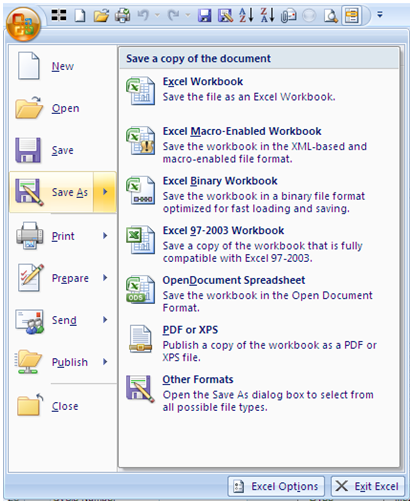 New
Open
Save
Save As
Print
Prepare
Send
Publish
Close
Save a copy of the document
Excel Workbook
Save the file as an Excel Workbook.
Excel Macro-Enabled Workbook
Save the workbook in the XML-based and
macro-enabled file format.
Excel Binary Workbook
Save the workbook in a binary file format
optimized for fast loading and saving.
Excel 97-2003 Workbook
Save a copy of the workbook that is fully
compatible with Excel 97-2003.
OpenDocument Spreadsheet
Save the workbook in the Open Document
Format.
PDF or XPS
Publish a copy of the workbook as a PDF or
XPS file.
Other Formats
Open the Save As dialog box to select from
all possible file types.
Excel Options
Exit Excel